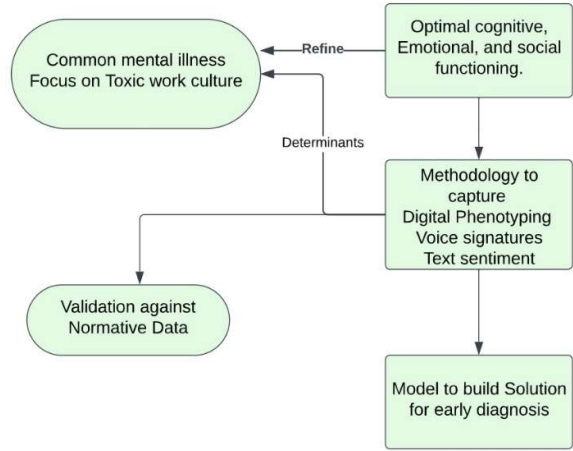 Common mental illness
Focus on Toxic work culture
Refine
Optimal cognitive,
Emotional, and social
functioning.
Determinants
Methodology to
capture
Digital Phenotyping
Voice signatures
Text sentiment
Validation against
Normative Data
Model to build Solution
for early diagnosis